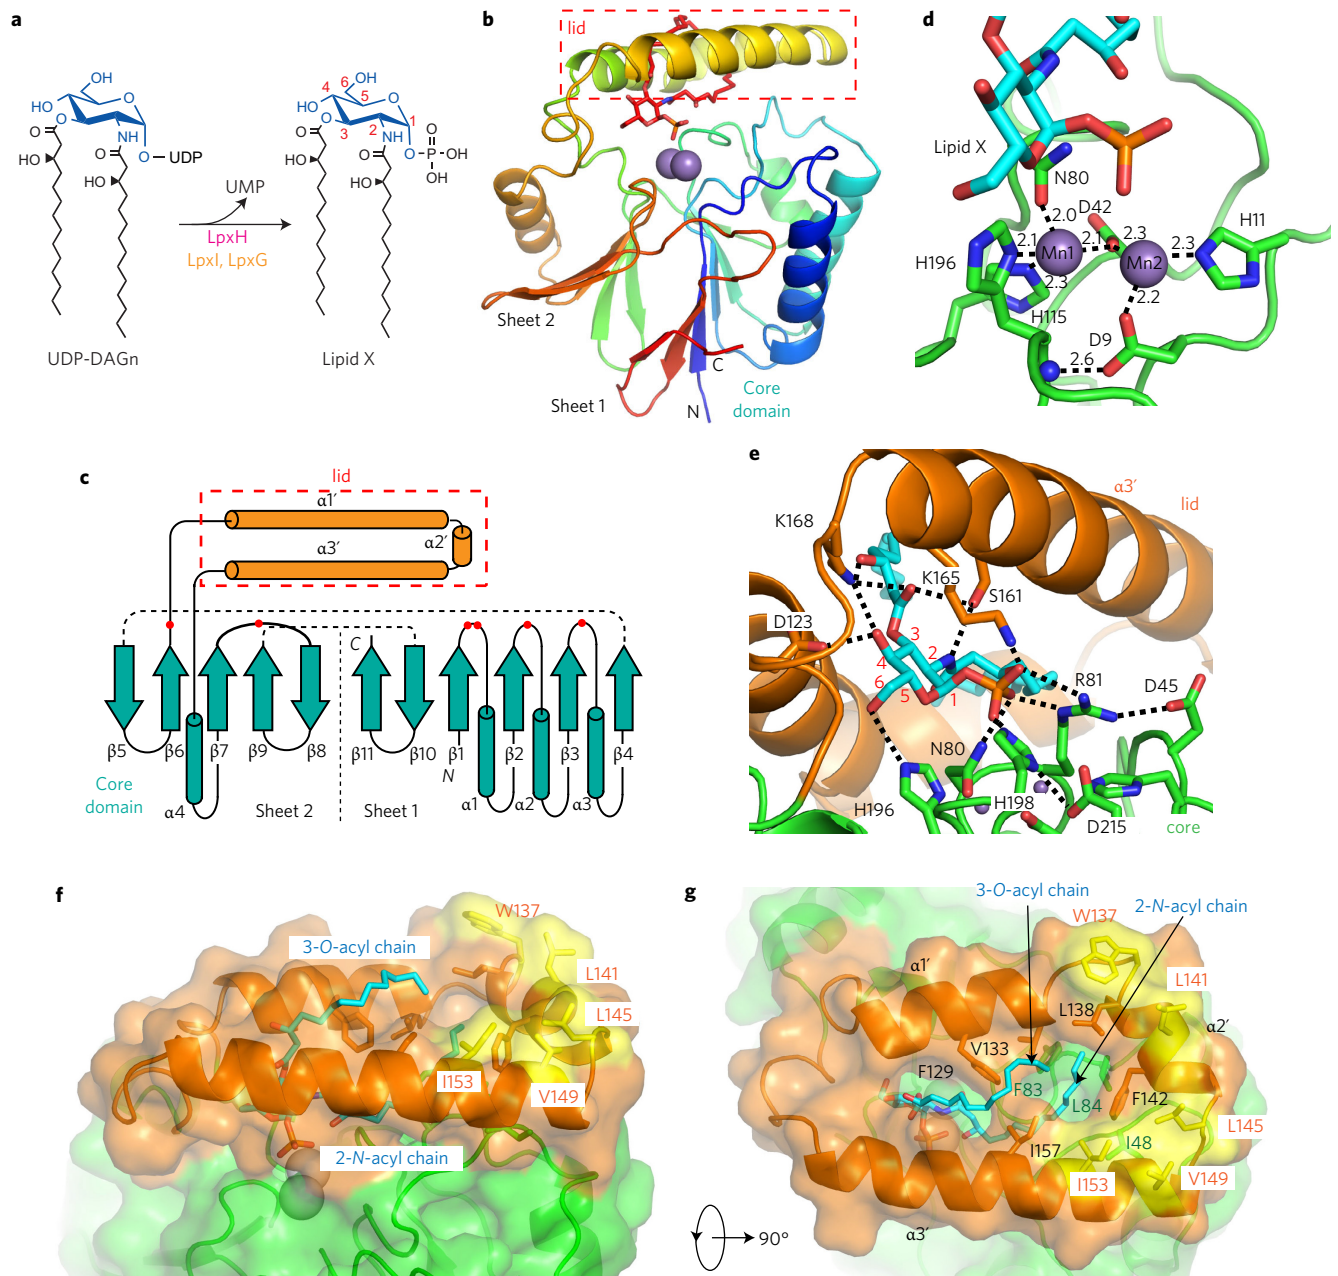 a
OH
HO
O
O
O
NH
O
HO
HO
O
UDP
UDP-DAGn
UMP
LpxH
LpxI, LpxG
6
OH
4
5
HO
O
1
3
2
O
O
NH
O
O
P
OH
OH
O
HO
HO
Lipid X
b
lid
Sheet 2
Sheet 1
C
N
Core
domain
d
Lipid X
N80
D42
H11
2.0
2.1
2.1
2.3
2.3
Mn1
Mn2
H196
2.3
2.2
H115
D9
2.6
c
lid
α1′
α2′
α3′
C
β5
β6
β7
β9
β8
β11
β10
β1
β2
β3
β4
N
Core
domain
α4
Sheet 2
Sheet 1
α1
α2
α3
e
α3′
lid
K168
K165
S161
D123
3
2
4
6
5
1
R81
D45
N80
H196
H198
D215
core
f
W137
3-O-acyl chain
L141
L145
I153
V149
2-N-acyl chain
g
3-O-acyl chain
2-N-acyl chain
W137
α1′
L141
L138
α2′
V133
F129
F83
L84
F142
L145
I48
I157
I153
V149
α3′
90°